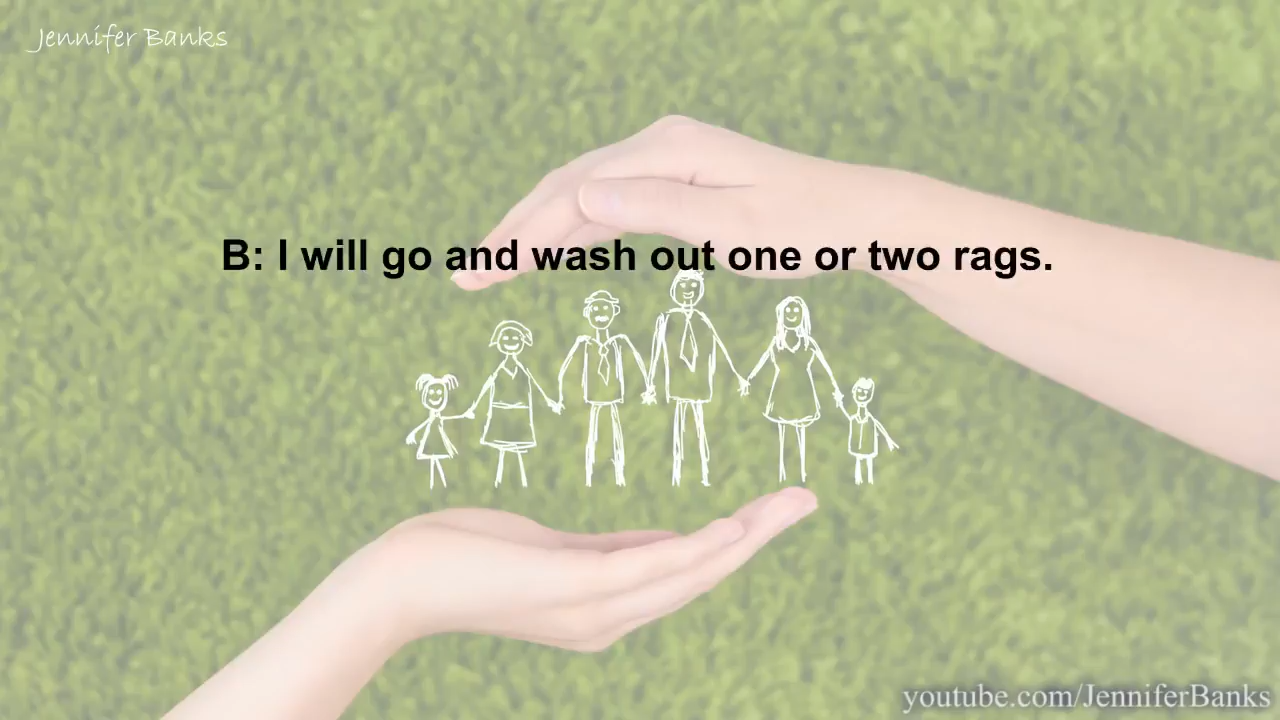 Jennifer Banks
B: I will go and wash out one or two rags.
youtube.com/JenniferBanks